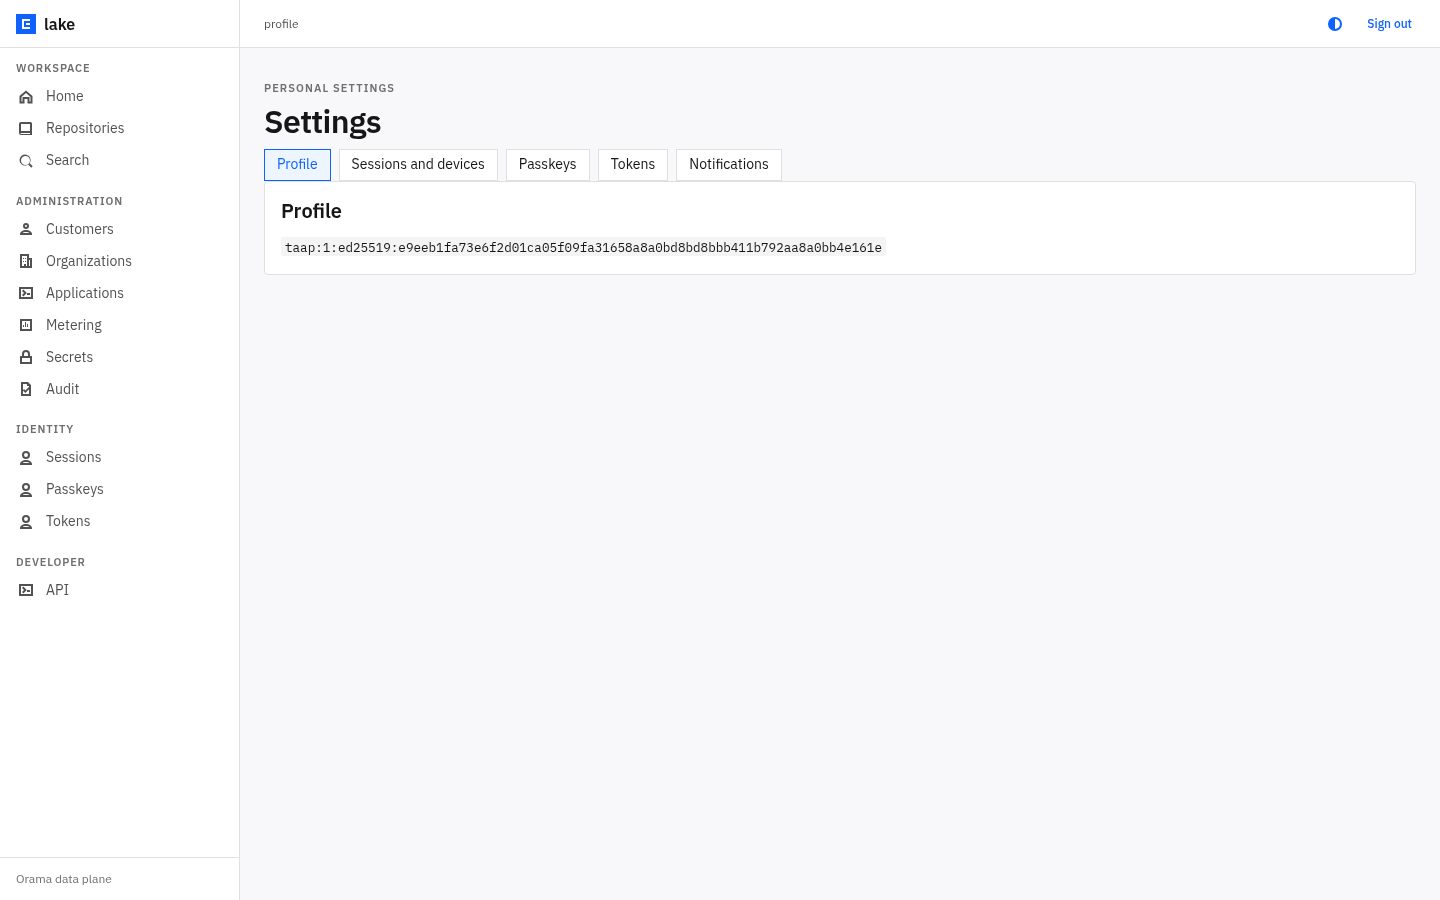 lake
profile
Sign out
WORKSPACE
Home
Repositories
Search
ADMINISTRATION
Customers
Organizations
Applications
Metering
Secrets
Audit
IDENTITY
Sessions
Passkeys
Tokens
DEVELOPER
API
Orama data plane
PERSONAL SETTINGS
Settings
Profile
Sessions and devices
Passkeys
Tokens
Notifications
Profile
taap:1:ed25519:e9eeb1fa73e6f2d01ca05f09fa31658a8a0bd8bd8bbb411b792aa8a0bb4e161e